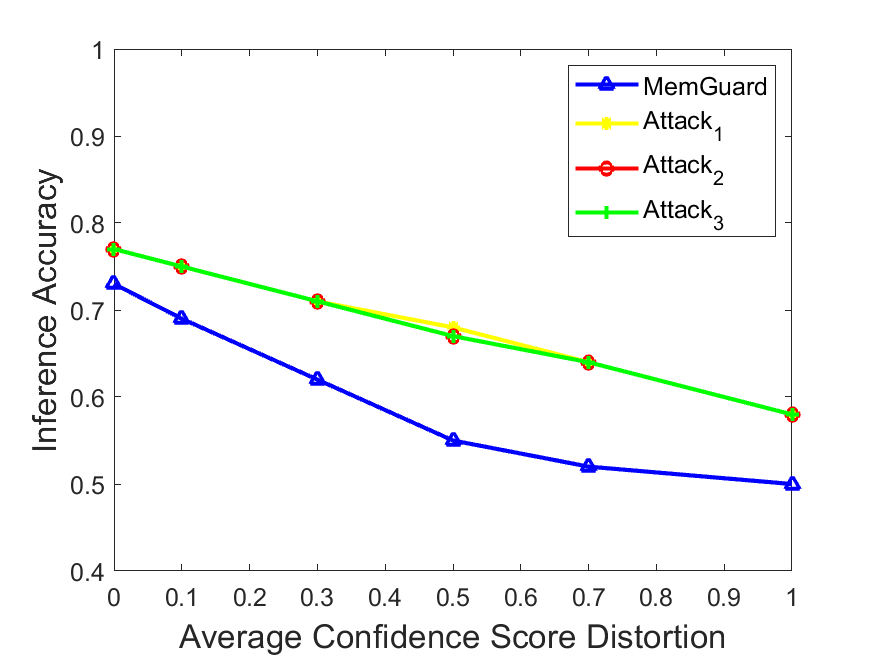 1
0.9
0.8
0.7
0.6
0.5
0.4
Inference Accuracy
MemGuard
Attack1
Attack2
Attack3
0 0.1 0.2 0.3 0.4 0.5 0.6 0.7 0.8 0.9 1
Average Confidence Score Distortion